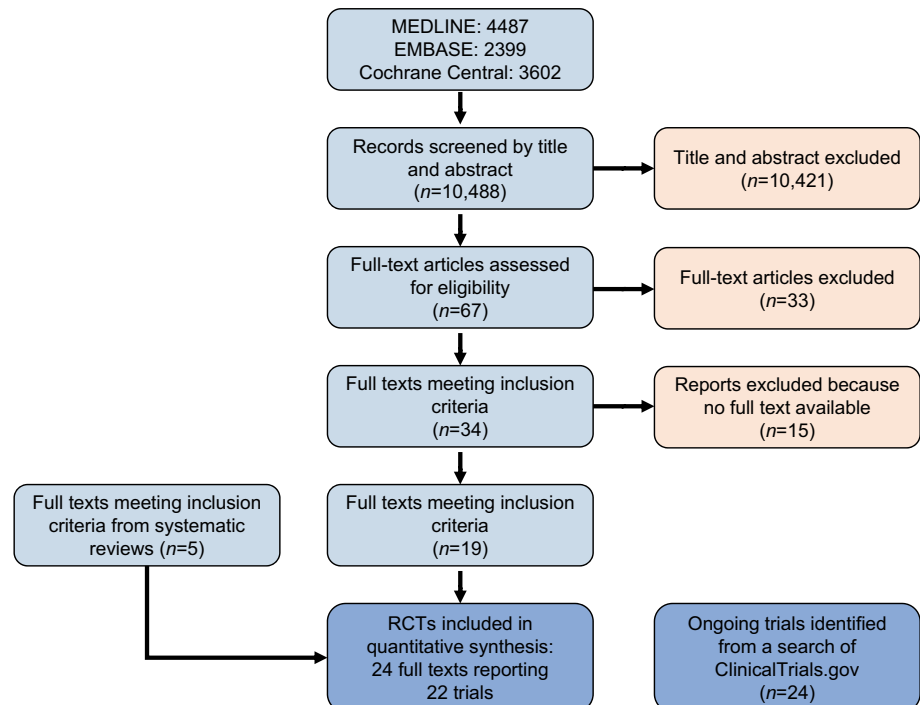 MEDLINE: 4487
EMBASE: 2399
Cochrane Central: 3602
Records screened by title
and abstract
(n=10,488)
Title and abstract excluded
(n=10,421)
Full-text articles assessed
for eligibility
(n=67)
Full-text articles excluded
(n=33)
Full texts meeting inclusion
criteria
(n=34)
Reports excluded because
no full text available
(n=15)
Full texts meeting inclusion
criteria from systematic
reviews (n=5)
Full texts meeting inclusion
criteria
(n=19)
RCTs included in
quantitative synthesis:
24 full texts reporting
22 trials
Ongoing trials identified
from a search of
ClinicalTrials.gov
(n=24)